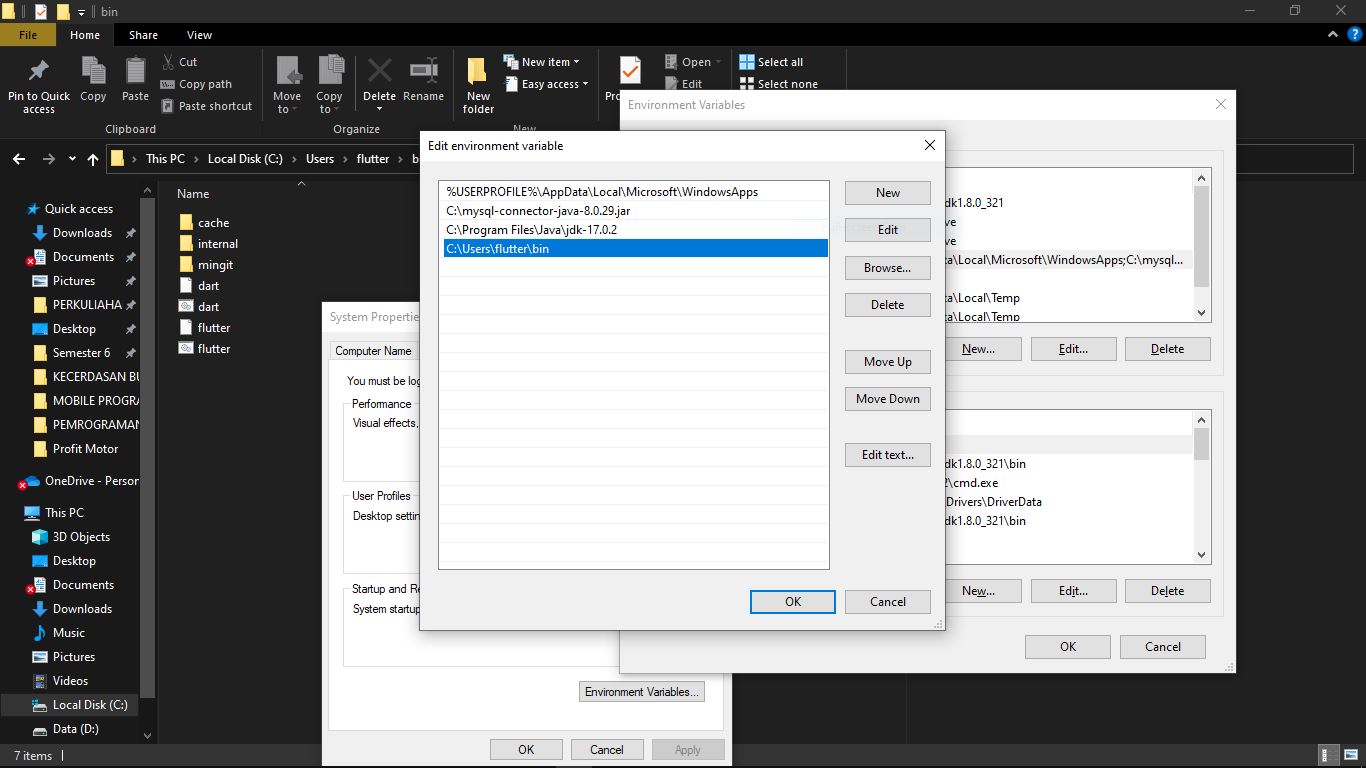 bin
File Home Share View
Pin to Quick access
Copy
Paste
Cut
Copy path
Paste shortcut
Clipboard
Move to
Copy to
Delete
Rename
Organize
New folder
New item
Easy access
New
Open
Edit
Select all
Select none
This PC > Local Disk (C:) > Users > flutter >
Quick access
Downloads
Documents
Pictures
PERKULIAHA
Desktop
Semester 6
KECERDASAN BU
MOBILE PROGRA
PEMROGRAMAN
Profit Motor
OneDrive - Person
This PC
3D Objects
Desktop
Documents
Downloads
Music
Pictures
Videos
Local Disk (C:)
Data (D:)
7 items
Name
cache
internal
mingit
dart
dart
flutter
flutter
System Propertie
Computer Name
You must be log
Performance
Visual effects,
User Profiles
Desktop settin
Startup and Re
System startup
Environment Variables...
OK Cancel Apply
Edit environment variable
%USERPROFILE%\AppData\Local\Microsoft\WindowsApps
C:\mysql-connector-java-8.0.29.jar
C:\Program Files\Java\jdk-17.0.2
C:\Users\flutter\bin
New
Edit
Browse...
Delete
Move Up
Move Down
Edit text...
OK Cancel
Environment Variables
dk1.8.0_321
ve
ve
ta\Local\Microsoft\WindowsApps;C:\mysql...
ta\Local\Temp
ta\Local\Temp
New... Edit... Delete
dk1.8.0_321\bin
2\cmd.exe
Drivers\DriverData
dk1.8.0_321\bin
New... Edit... Delete
OK Cancel